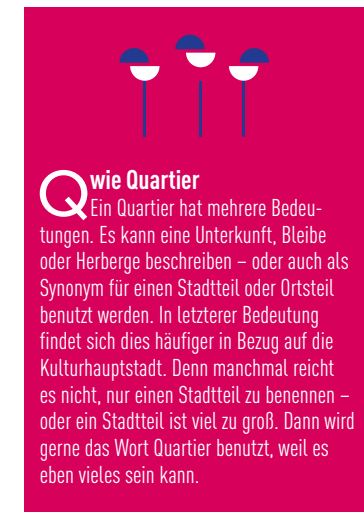 Q wie Quartier
Ein Quartier hat mehrere Bedeu-
tungen. Es kann eine Unterkunft, Bleibe
oder Herberge beschreiben – oder auch als
Synonym für einen Stadtteil oder Ortsteil
benutzt werden. In letzterer Bedeutung
findet sich dies häufiger in Bezug auf die
Kulturhauptstadt. Denn manchmal reicht
es nicht, nur einen Stadtteil zu benennen –
oder ein Stadtteil ist viel zu groß. Dann wird
gerne das Wort Quartier benutzt, weil es
eben vieles sein kann.